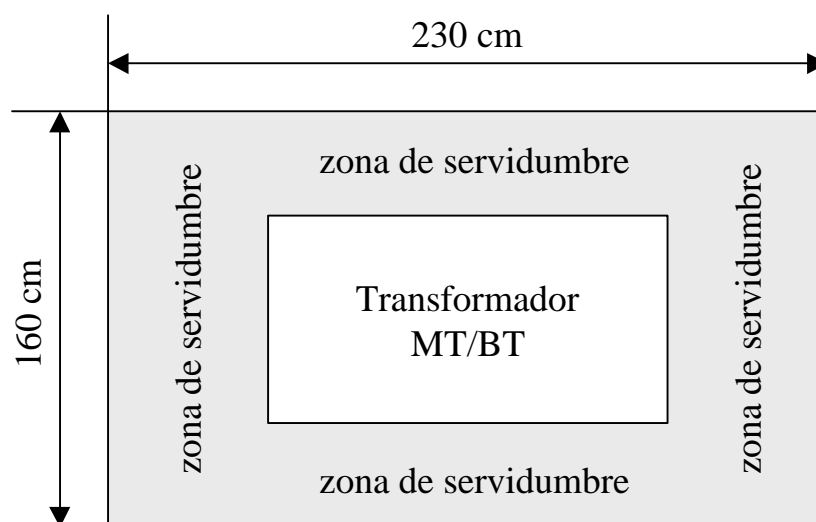 230 cm
zona de servidumbre
160 cm
zona de servidumbre
Transformador
MT/BT
zona de servidumbre
zona de servidumbre